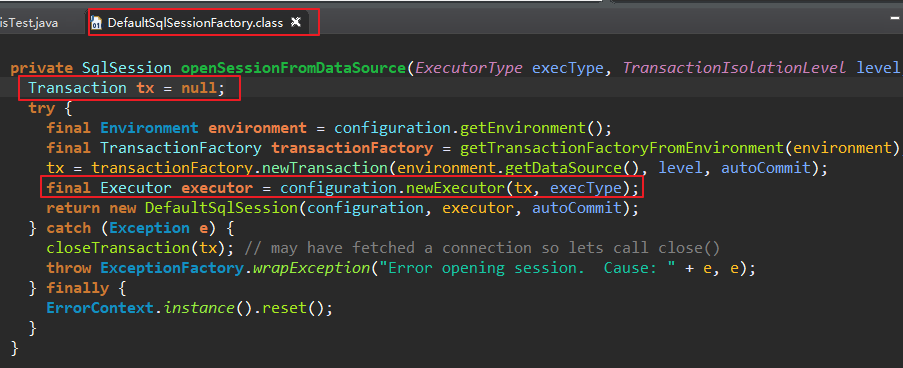 isTest.java DefaultSqlSessionFactory.class
private SqlSession openSessionFromDataSource(ExecutorType execType, TransactionIsolationLevel level
Transaction tx = null;
try {
final Environment environment = configuration.getEnvironment();
final TransactionFactory transactionFactory = getTransactionFactoryFromEnvironment(environment)
tx = transactionFactory.newTransaction(environment.getDataSource(), level, autoCommit);
final Executor executor = configuration.newExecutor(tx, execType);
return new DefaultSqlSession(configuration, executor, autoCommit);
} catch (Exception e) {
closeTransaction(tx); // may have fetched a connection so lets call close()
throw ExceptionFactory.wrapException("Error opening session.  Cause: " + e, e);
} finally {
ErrorContext.instance().reset();
}
}